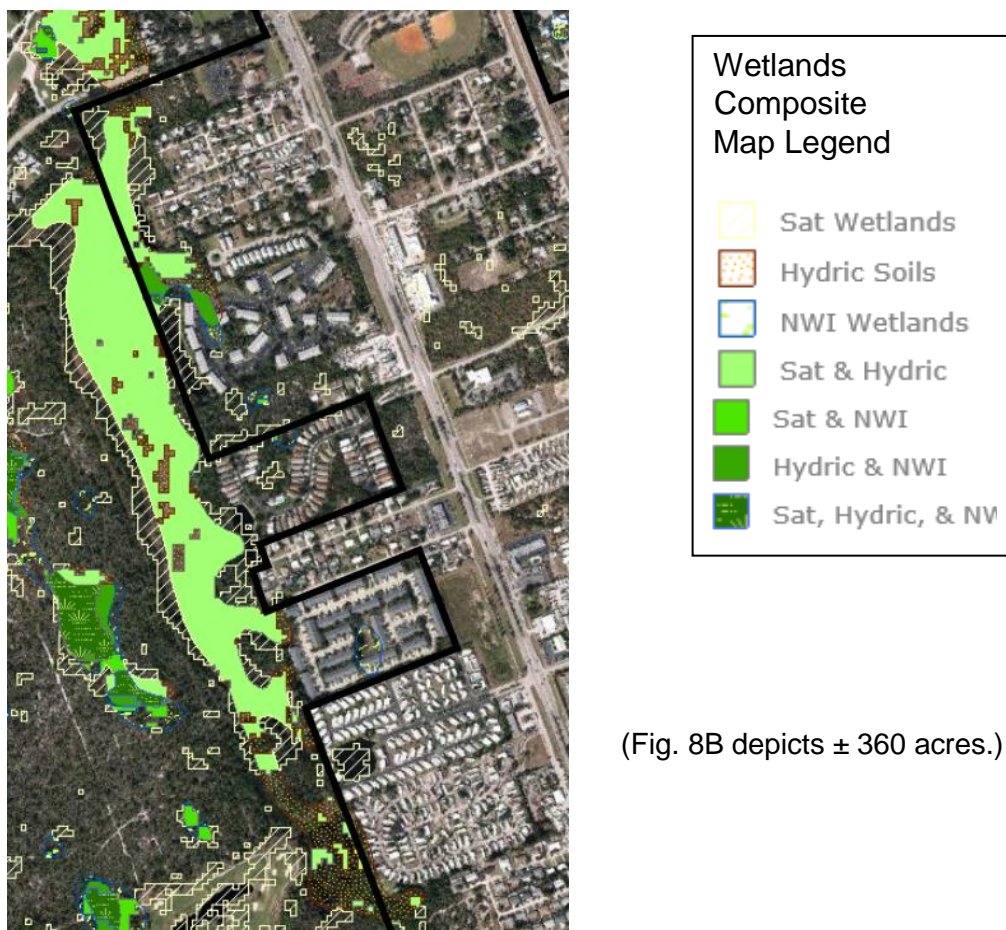 Wetlands
Composite
Map Legend
Sat Wetlands
Hydric Soils
NWI Wetlands
Sat & Hydric
Sat & NWI
Hydric & NWI
Sat, Hydric, & NW
(Fig. 8B depicts ± 360 acres.)